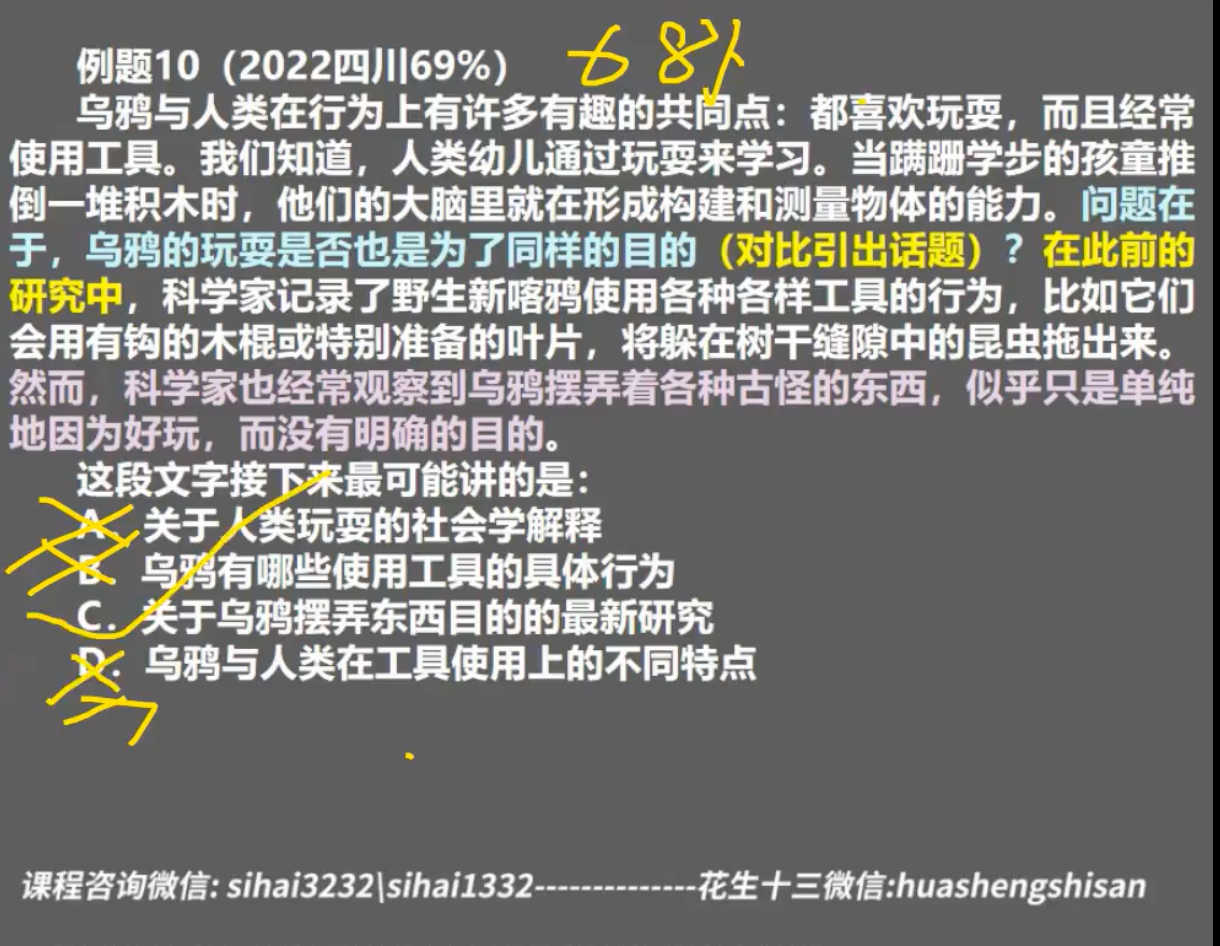 例题10（2022四川69%） 68%
乌鸦与人类在行为上有许多有趣的共同点：都喜欢玩耍，而且经常
使用工具。我们知道，人类幼儿通过玩耍来学习。当蹒跚学步的孩童推
倒一堆积木时，他们的大脑里就在形成构建和测量物体的能力。问题在
于，乌鸦的玩耍是否也是为了同样的目的（对比引出话题）？在此前的
研究中，科学家记录了野生新喀鸦使用各种各样工具的行为，比如它们
会用有钩的木棍或特别准备的叶片，将躲在树干缝隙中的昆虫拖出来。
然而，科学家也经常观察到乌鸦摆弄着各种古怪的东西，似乎只是单纯
地因为好玩，而没有明确的目的。
这段文字接下来最可能讲的是：
A．关于人类玩耍的社会学解释
B．乌鸦有哪些使用工具的具体行为
C．关于乌鸦摆弄东西目的的最新研究
D．乌鸦与人类在工具使用上的不同特点
课程咨询微信: sihai3232\sihai1332--------------花生十三微信:huashengshisan